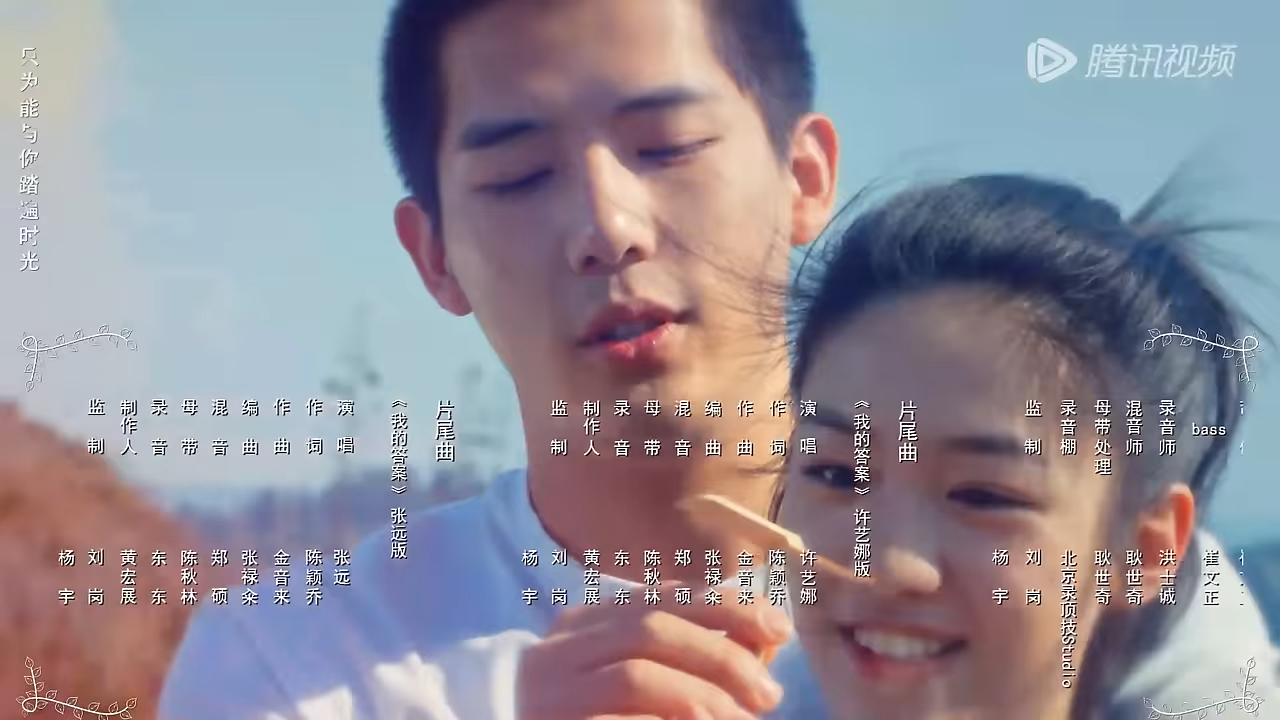 腾讯视频
只为能与你踏遍时光
bass 崔文正
录音师 洪士诚
混音师 耿世奇
母带处理 耿世奇
录音棚 北京录顶技Studio
监制 刘岗
杨宇
片尾曲
《我的答案》许艺娜版
演唱 许艺娜
作词 陈颖乔
作曲 金音来
编曲 张禄籴
混音 郑硕
母带 陈秋林
录音 东东
制作人 黄宏展
监制 刘岗
杨宇
片尾曲
《我的答案》张远版
演唱 张远
作词 陈颖乔
作曲 金音来
编曲 张禄籴
混音 郑硕
母带 陈秋林
录音 东东
制作人 黄宏展
监制 刘岗
杨宇